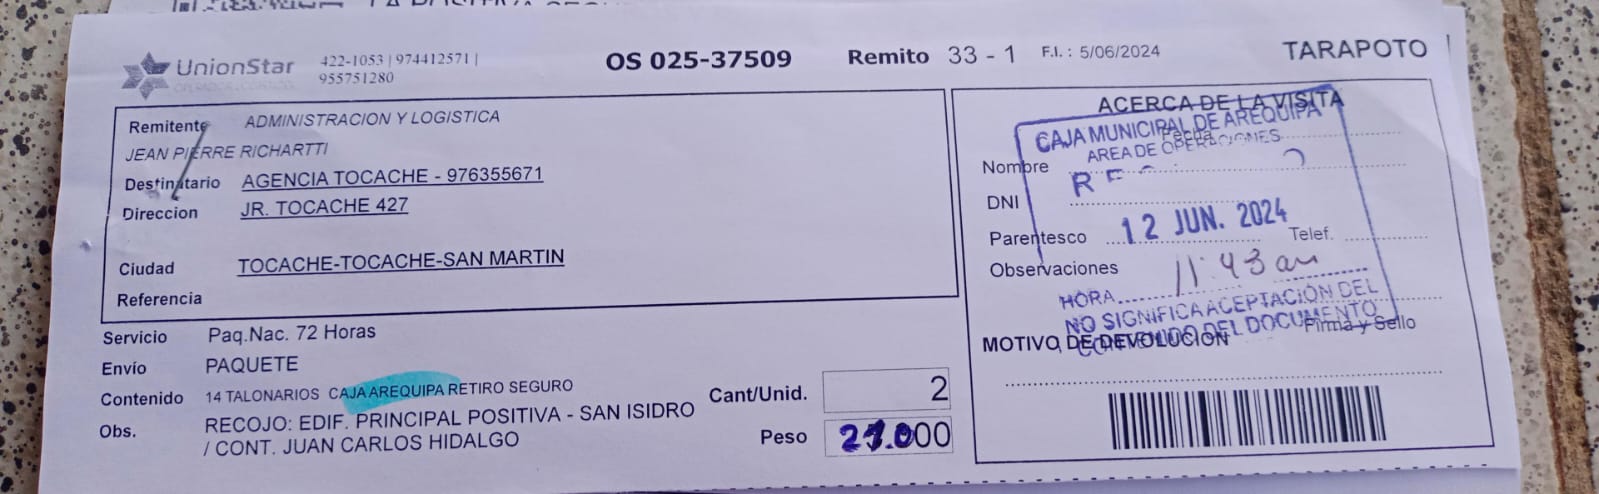 UnionStar
422-1053 | 974412571 |
955751280
OS 025-37509
Remito 33 - 1
F.I. : 5/06/2024
TARAPOTO
Remitente ADMINISTRACION Y LOGISTICA
JEAN PIERRE RICHARTTI
Destinatario AGENCIA TOCACHE - 976355671
Direccion JR. TOCACHE 427
Ciudad TOCACHE-TOCACHE-SAN MARTIN
Referencia
Servicio Paq.Nac. 72 Horas
Envío PAQUETE
Contenido 14 TALONARIOS CAJA AREQUIPA RETIRO SEGURO
Obs. RECOJO: EDIF. PRINCIPAL POSITIVA - SAN ISIDRO
/ CONT. JUAN CARLOS HIDALGO
Cant/Unid. 2
Peso
ACERCA DE LA VISITA
CAJA MUNICIPAL DE AREQUIPA
Fecha
AREA DE OPERACIONES
Nombre
DNI
Parentesco 12 JUN. 2024 Telef.
Observaciones 11:43 am
HORA
NO SIGNIFICA ACEPTACIÓN DEL
CONTENIDO DEL DOCUMENTO
Firma y Sello
MOTIVO DE DEVOLUCION